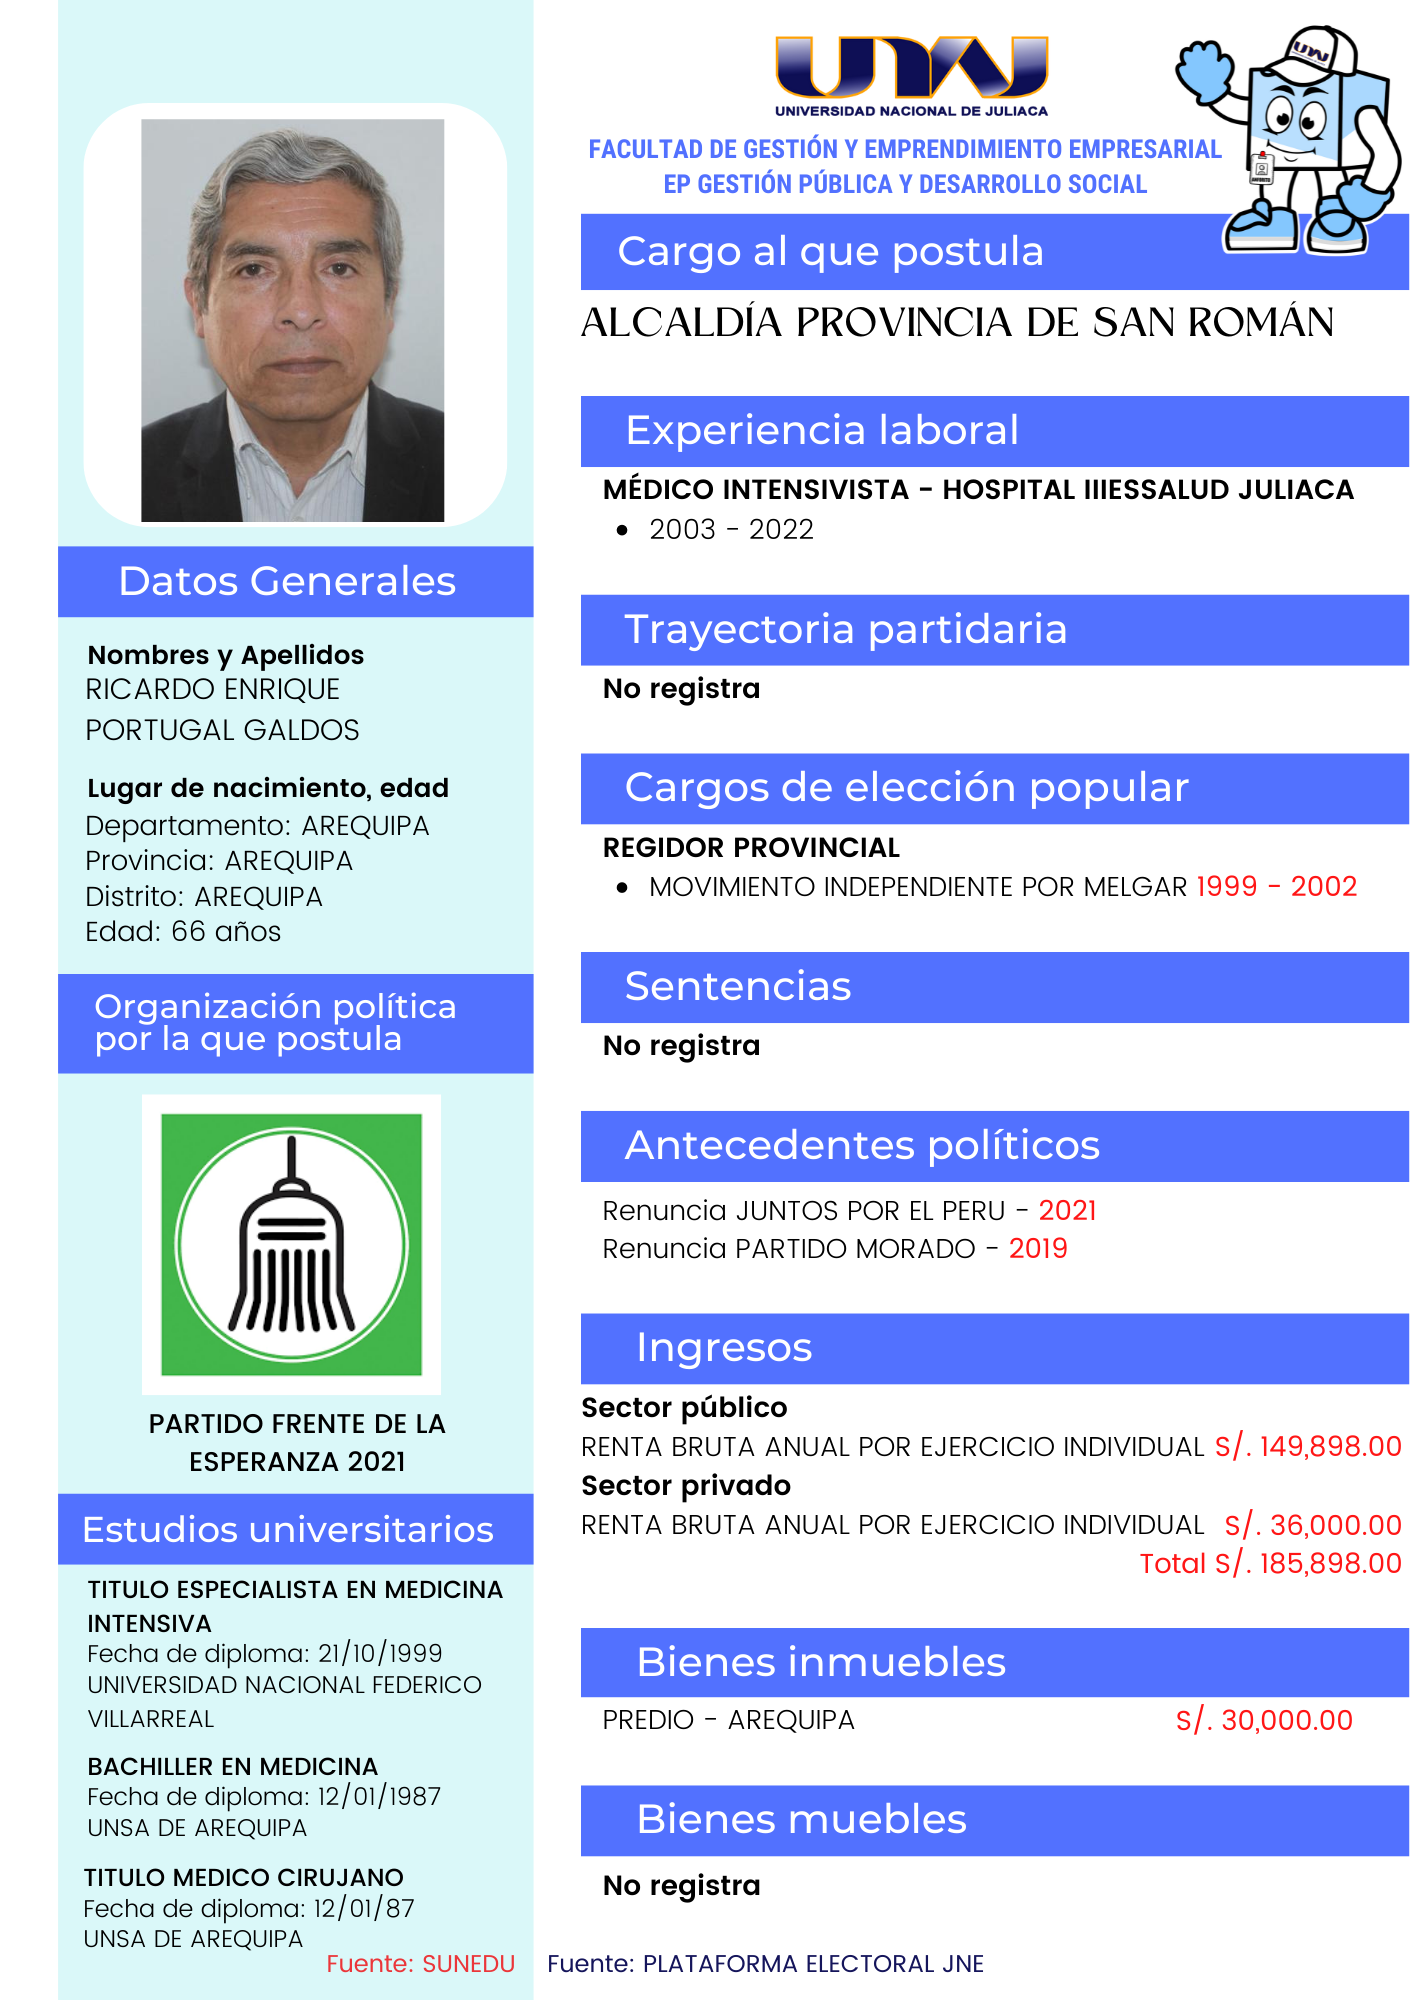 UNAJ
UNIVERSIDAD NACIONAL DE JULIACA
FACULTAD DE GESTIÓN Y EMPRENDIMIENTO EMPRESARIAL
EP GESTIÓN PÚBLICA Y DESARROLLO SOCIAL
UNAJ
ANFORITO
Datos Generales
Nombres y Apellidos
RICARDO ENRIQUE
PORTUGAL GALDOS
Lugar de nacimiento, edad
Departamento: AREQUIPA
Provincia: AREQUIPA
Distrito: AREQUIPA
Edad: 66 años
Organización política
por la que postula
PARTIDO FRENTE DE LA
ESPERANZA 2021
Estudios universitarios
TITULO ESPECIALISTA EN MEDICINA
INTENSIVA
Fecha de diploma: 21/10/1999
UNIVERSIDAD NACIONAL FEDERICO
VILLARREAL
BACHILLER EN MEDICINA
Fecha de diploma: 12/01/1987
UNSA DE AREQUIPA
TITULO MEDICO CIRUJANO
Fecha de diploma: 12/01/87
UNSA DE AREQUIPA
Fuente: SUNEDU
Cargo al que postula
ALCALDÍA PROVINCIA DE SAN ROMÁN
Experiencia laboral
MÉDICO INTENSIVISTA - HOSPITAL IIIESSALUD JULIACA
• 2003 - 2022
Trayectoria partidaria
No registra
Cargos de elección popular
REGIDOR PROVINCIAL
• MOVIMIENTO INDEPENDIENTE POR MELGAR 1999 - 2002
Sentencias
No registra
Antecedentes políticos
Renuncia JUNTOS POR EL PERU - 2021
Renuncia PARTIDO MORADO - 2019
Ingresos
Sector público
RENTA BRUTA ANUAL POR EJERCICIO INDIVIDUAL S/. 149,898.00
Sector privado
RENTA BRUTA ANUAL POR EJERCICIO INDIVIDUAL S/. 36,000.00
Total S/. 185,898.00
Bienes inmuebles
PREDIO - AREQUIPA S/. 30,000.00
Bienes muebles
No registra
Fuente: PLATAFORMA ELECTORAL JNE